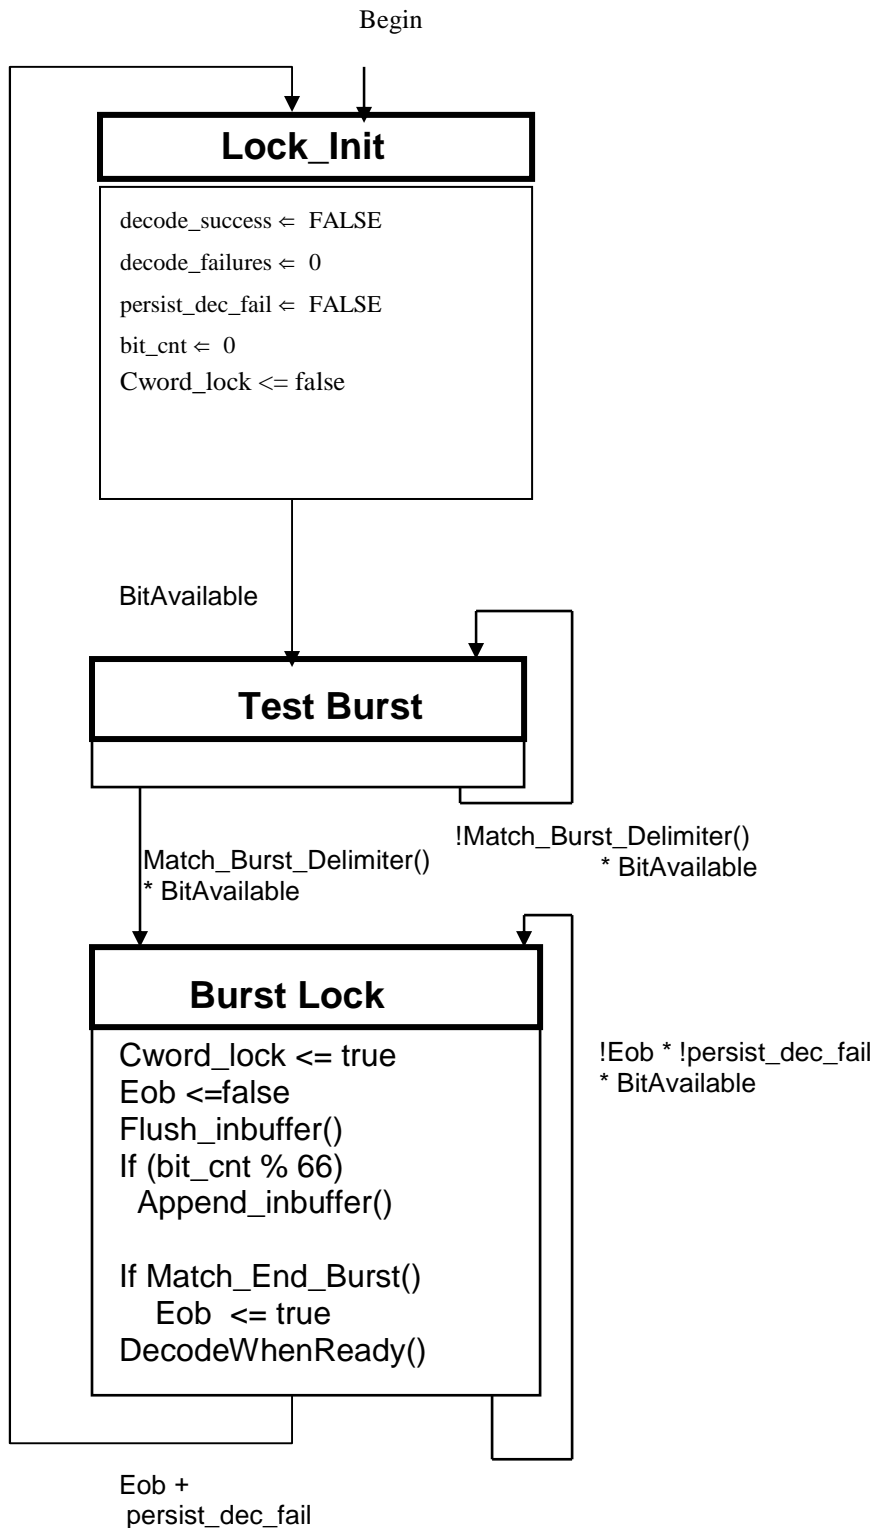 Begin
Lock_Init
decode_success ⇐ FALSE
decode_failures ⇐ 0
persist_dec_fail ⇐ FALSE
bit_cnt ⇐ 0
Cword_lock <= false
BitAvailable
Test Burst
!Match_Burst_Delimiter()
* BitAvailable
Match_Burst_Delimiter()
* BitAvailable
Burst Lock
Cword_lock <= true
Eob <=false
Flush_inbuffer()
If (bit_cnt % 66)
Append_inbuffer()
If Match_End_Burst()
Eob <= true
DecodeWhenReady()
!Eob * !persist_dec_fail
* BitAvailable
Eob +
persist_dec_fail